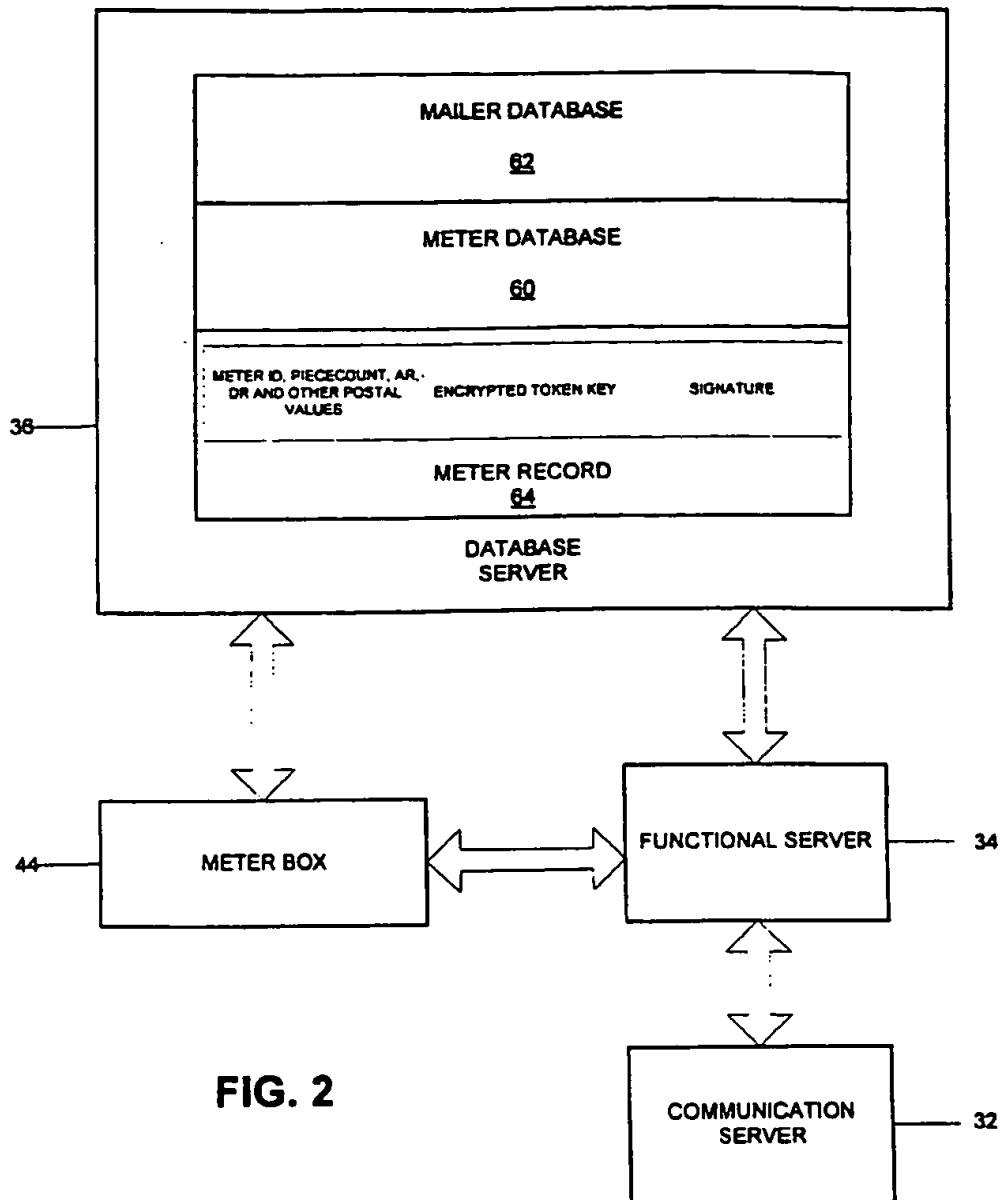 MAILER DATABASE
62
METER DATABASE
60
METER ID, PIECECOUNT, AR,
DR AND OTHER POSTAL
VALUES
ENCRYPTED TOKEN KEY
SIGNATURE
METER RECORD
64
DATABASE
SERVER
36
METER BOX
44
FUNCTIONAL SERVER
34
COMMUNICATION
SERVER
32
FIG. 2